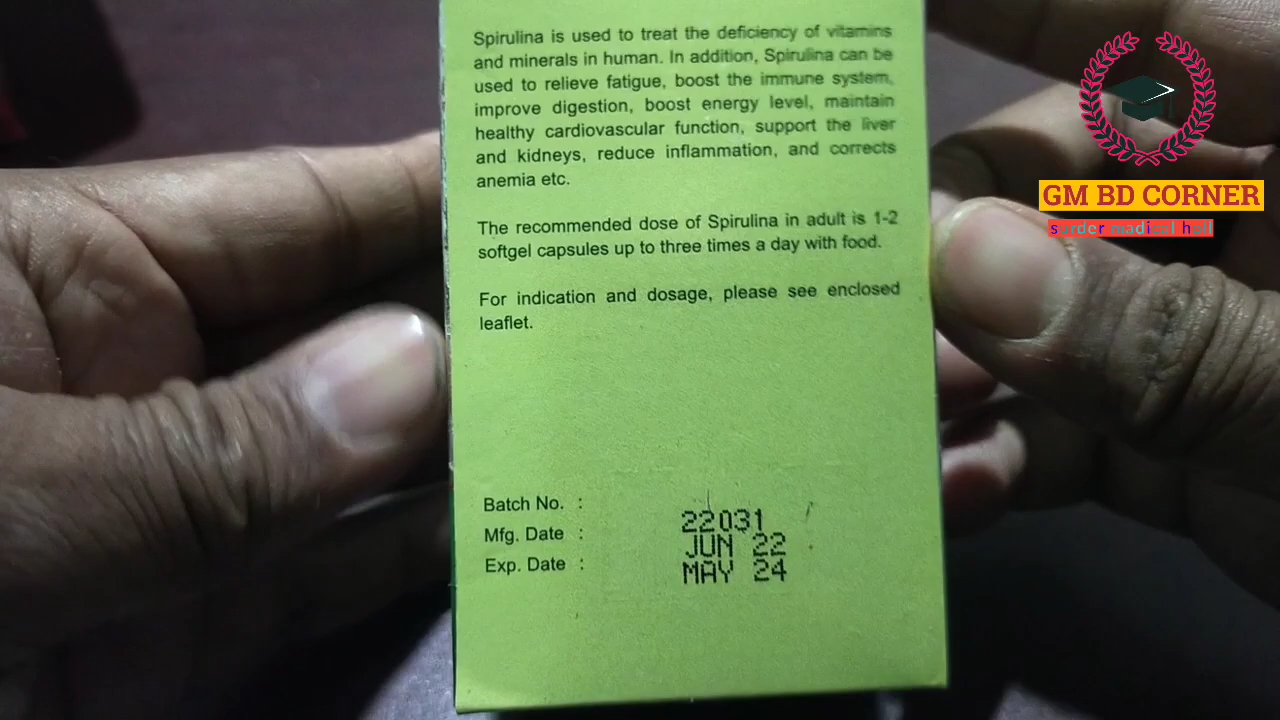 Spirulina is used to treat the deficiency of vitamins
and minerals in human. In addition, Spirulina can be
used to relieve fatigue, boost the immune system,
improve digestion, boost energy level, maintain
healthy cardiovascular function, support the liver
and kidneys, reduce inflammation, and corrects
anemia etc.
The recommended dose of Spirulina in adult is 1-2
softgel capsules up to three times a day with food.
For indication and dosage, please see enclosed
leaflet.
Batch No. : 22031
Mfg. Date : JUN 22
Exp. Date : MAY 24
GM BD CORNER
surder madical holl